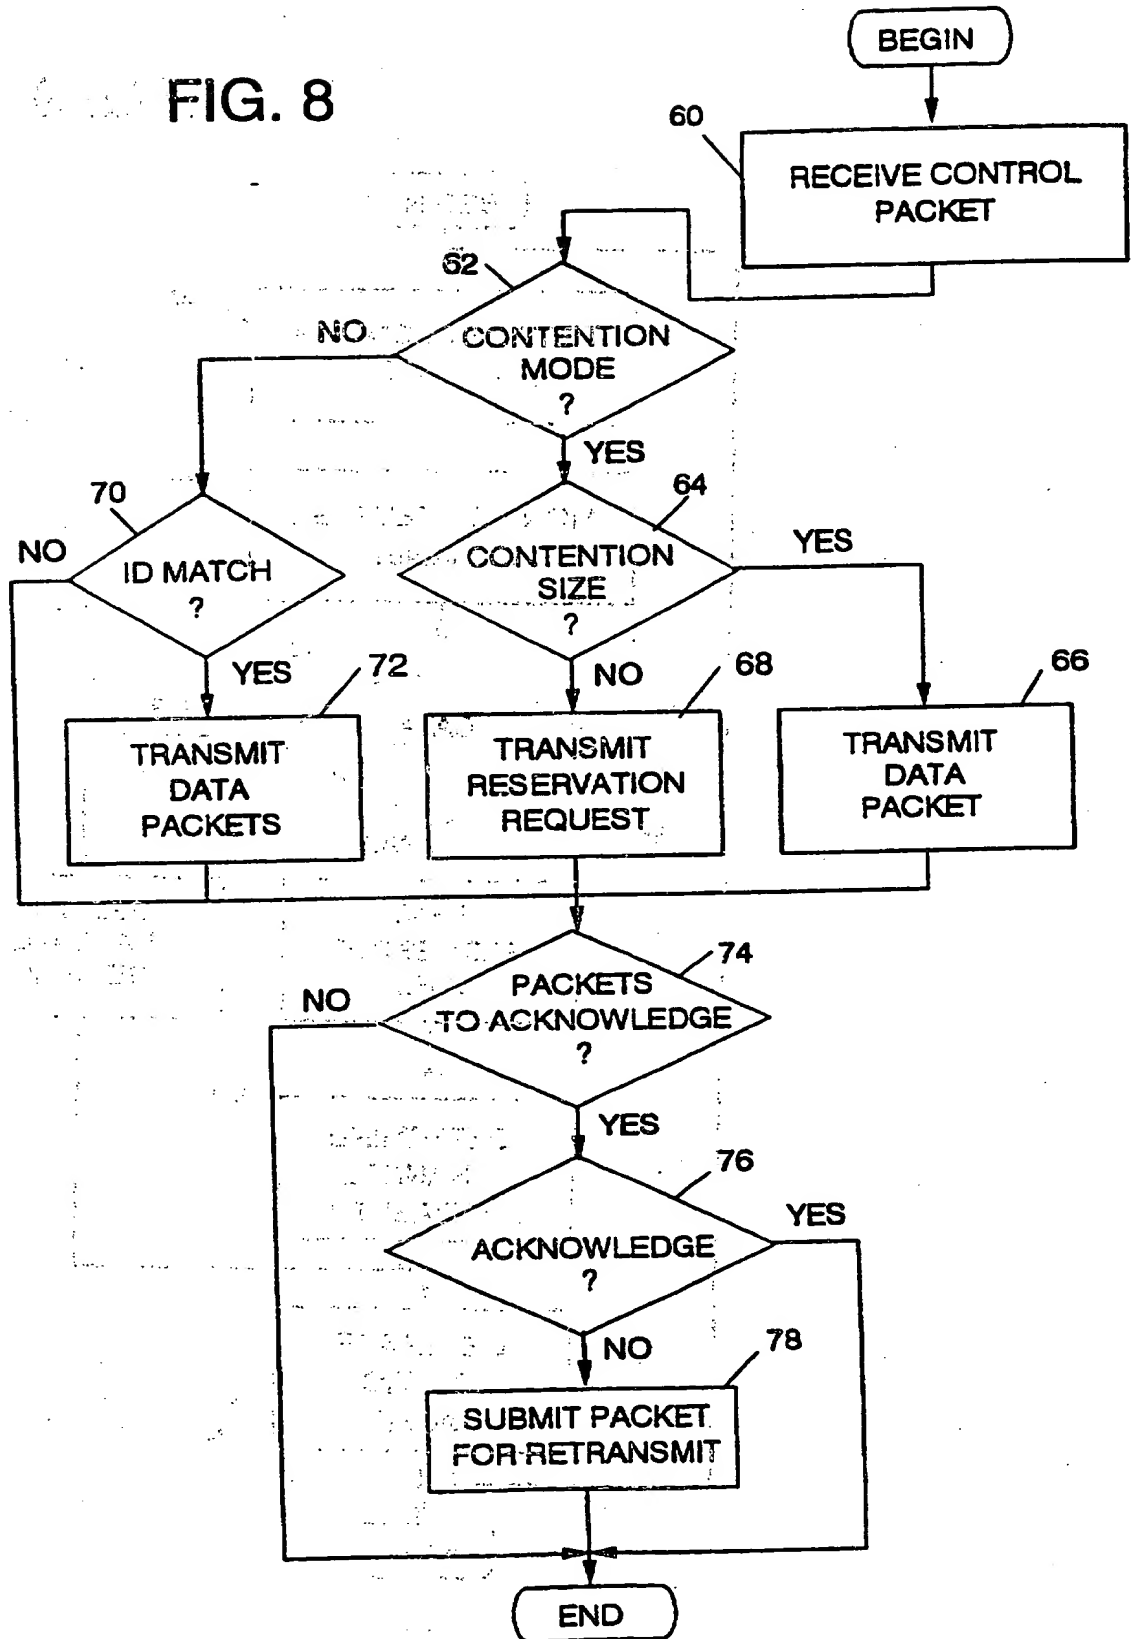 BEGIN
FIG. 8
60
RECEIVE CONTROL
PACKET
62
NO
CONTENTION
MODE
?
YES
70
64
NO
ID MATCH
?
CONTENTION
SIZE
?
YES
YES
72
NO
68
66
TRANSMIT
DATA
PACKETS
TRANSMIT
RESERVATION
REQUEST
TRANSMIT
DATA
PACKET
74
NO
PACKETS
TO ACKNOWLEDGE
?
YES
76
YES
ACKNOWLEDGE
?
NO
78
SUBMIT PACKET
FOR RETRANSMIT
END